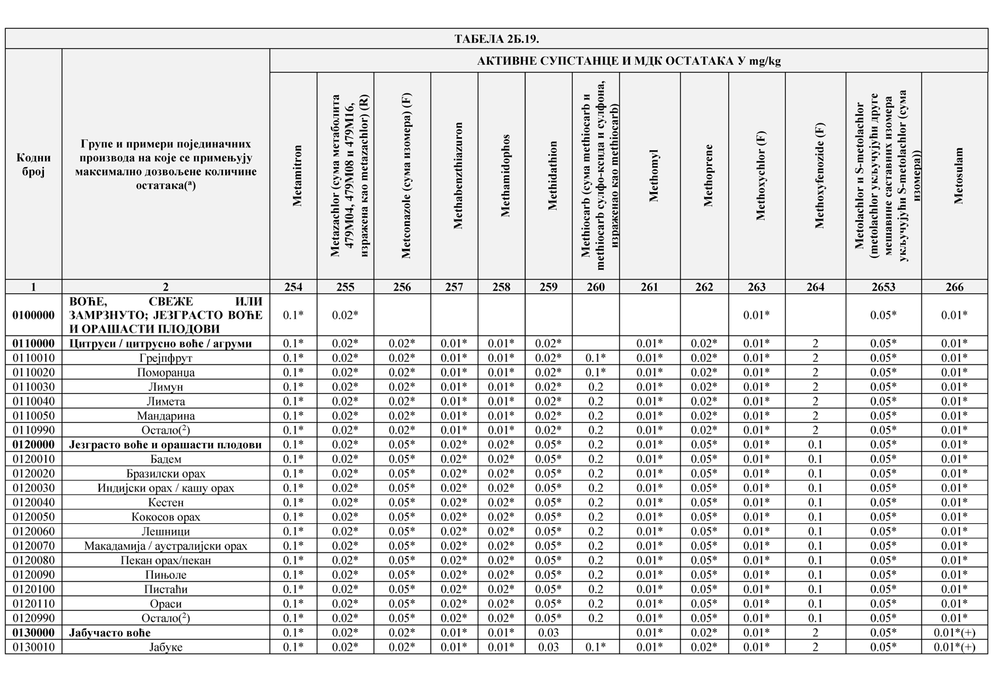 ТАБЕЛА 2Б.19.
Кодни број
Групе и примери појединачних производа на које се примењују максимално дозвољене количине остатака(ᵃ)
АКТИВНЕ СУПСТАНЦЕ И МДК ОСТАТАКА У mg/kg
Metamitron
Metazachlor (сума метаболита 479М04, 479М08 и 479М16, изражена као metazachlor) (R)
Metconazole (сума изомера) (F)
Methabenzthiazuron
Methamidophos
Methidathion
Methiocarb (сума methiocarb и methiocarb сулфо-ксида и сулфона, израженао као methiocarb)
Methomyl
Methoprene
Methoxychlor (F)
Methoxyfenozide (F)
Metolachlor и S-metolachlor (metolachlor укључујући друге мешавине саставних изомера укључујући S-metolachlor (сума изомера))
Metosulam
1 2 254 255 256 257 258 259 260 261 262 263 264 2653 266
0100000 ВОЋЕ, СВЕЖЕ ИЛИ ЗАМРЗНУТО; ЈЕЗГРАСТО ВОЋЕ И ОРАШАСТИ ПЛОДОВИ 0.1* 0.02* 0.01* 0.05* 0.01*
0110000 Цитруси / цитрусно воће / агруми 0.1* 0.02* 0.02* 0.01* 0.01* 0.02* 0.01* 0.02* 0.01* 2 0.05* 0.01*
0110010 Грејпфрут 0.1* 0.02* 0.02* 0.01* 0.01* 0.02* 0.1* 0.01* 0.02* 0.01* 2 0.05* 0.01*
0110020 Поморанџа 0.1* 0.02* 0.02* 0.01* 0.01* 0.02* 0.1* 0.01* 0.02* 0.01* 2 0.05* 0.01*
0110030 Лимун 0.1* 0.02* 0.02* 0.01* 0.01* 0.02* 0.2 0.01* 0.02* 0.01* 2 0.05* 0.01*
0110040 Лимета 0.1* 0.02* 0.02* 0.01* 0.01* 0.02* 0.2 0.01* 0.02* 0.01* 2 0.05* 0.01*
0110050 Мандарина 0.1* 0.02* 0.02* 0.01* 0.01* 0.02* 0.2 0.01* 0.02* 0.01* 2 0.05* 0.01*
0110990 Остало(²) 0.1* 0.02* 0.02* 0.01* 0.01* 0.02* 0.2 0.01* 0.02* 0.01* 2 0.05* 0.01*
0120000 Језграсто воће и орашасти плодови 0.1* 0.02* 0.05* 0.02* 0.02* 0.05* 0.2 0.01* 0.05* 0.01* 0.1 0.05* 0.01*
0120010 Бадем 0.1* 0.02* 0.05* 0.02* 0.02* 0.05* 0.2 0.01* 0.05* 0.01* 0.1 0.05* 0.01*
0120020 Бразилски орах 0.1* 0.02* 0.05* 0.02* 0.02* 0.05* 0.2 0.01* 0.05* 0.01* 0.1 0.05* 0.01*
0120030 Индијски орах / кашу орах 0.1* 0.02* 0.05* 0.02* 0.02* 0.05* 0.2 0.01* 0.05* 0.01* 0.1 0.05* 0.01*
0120040 Кестен 0.1* 0.02* 0.05* 0.02* 0.02* 0.05* 0.2 0.01* 0.05* 0.01* 0.1 0.05* 0.01*
0120050 Кокосов орах 0.1* 0.02* 0.05* 0.02* 0.02* 0.05* 0.2 0.01* 0.05* 0.01* 0.1 0.05* 0.01*
0120060 Лешници 0.1* 0.02* 0.05* 0.02* 0.02* 0.05* 0.2 0.01* 0.05* 0.01* 0.1 0.05* 0.01*
0120070 Макадамија / аустралијски орах 0.1* 0.02* 0.05* 0.02* 0.02* 0.05* 0.2 0.01* 0.05* 0.01* 0.1 0.05* 0.01*
0120080 Пекан орах/пекан 0.1* 0.02* 0.05* 0.02* 0.02* 0.05* 0.2 0.01* 0.05* 0.01* 0.1 0.05* 0.01*
0120090 Пињоле 0.1* 0.02* 0.05* 0.02* 0.02* 0.05* 0.2 0.01* 0.05* 0.01* 0.1 0.05* 0.01*
0120100 Пистаћи 0.1* 0.02* 0.05* 0.02* 0.02* 0.05* 0.2 0.01* 0.05* 0.01* 0.1 0.05* 0.01*
0120110 Ораси 0.1* 0.02* 0.05* 0.02* 0.02* 0.05* 0.2 0.01* 0.05* 0.01* 0.1 0.05* 0.01*
0120990 Остало(²) 0.1* 0.02* 0.05* 0.02* 0.02* 0.05* 0.2 0.01* 0.05* 0.01* 0.1 0.05* 0.01*
0130000 Јабучасто воће 0.1* 0.02* 0.02* 0.01* 0.01* 0.03 0.01* 0.02* 0.01* 2 0.05* 0.01*(+)
0130010 Јабуке 0.1* 0.02* 0.02* 0.01* 0.01* 0.03 0.1* 0.01* 0.02* 0.01* 2 0.05* 0.01*(+)